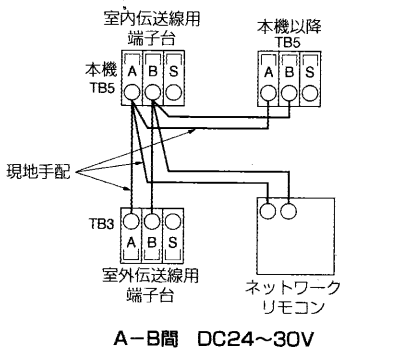 室内伝送線用
端子台
本機以降
TB5
本機
TB5
A B S
A B S
現地手配
TB3
A B S
室外伝送線用
端子台
ネットワーク
リモコン
A－B間 DC24～30V